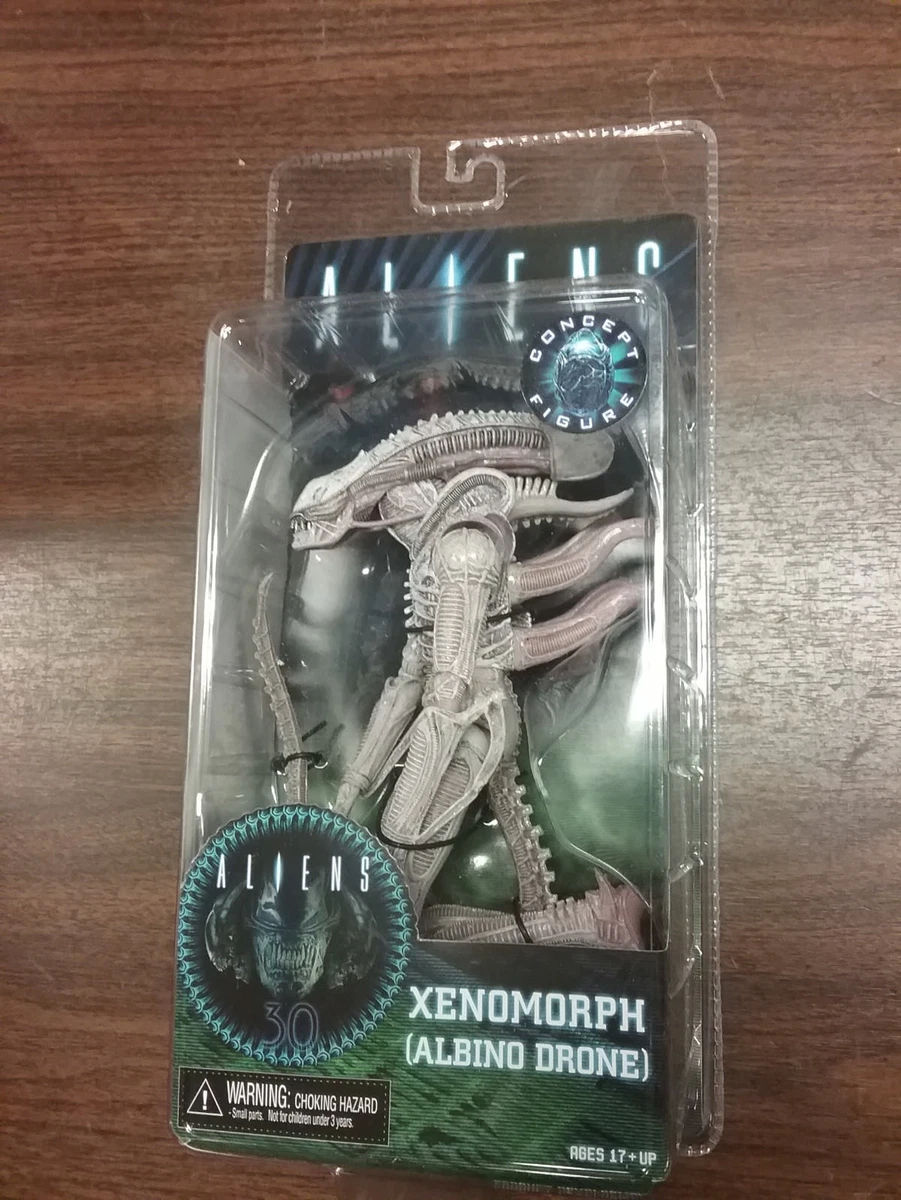 ALIENS
CONCEPT
FIGURE
ALIENS
30
XENOMORPH
(ALBINO DRONE)
WARNING: CHOKING HAZARD
- Small parts. Not for children under 3 years.
AGES 17+ UP